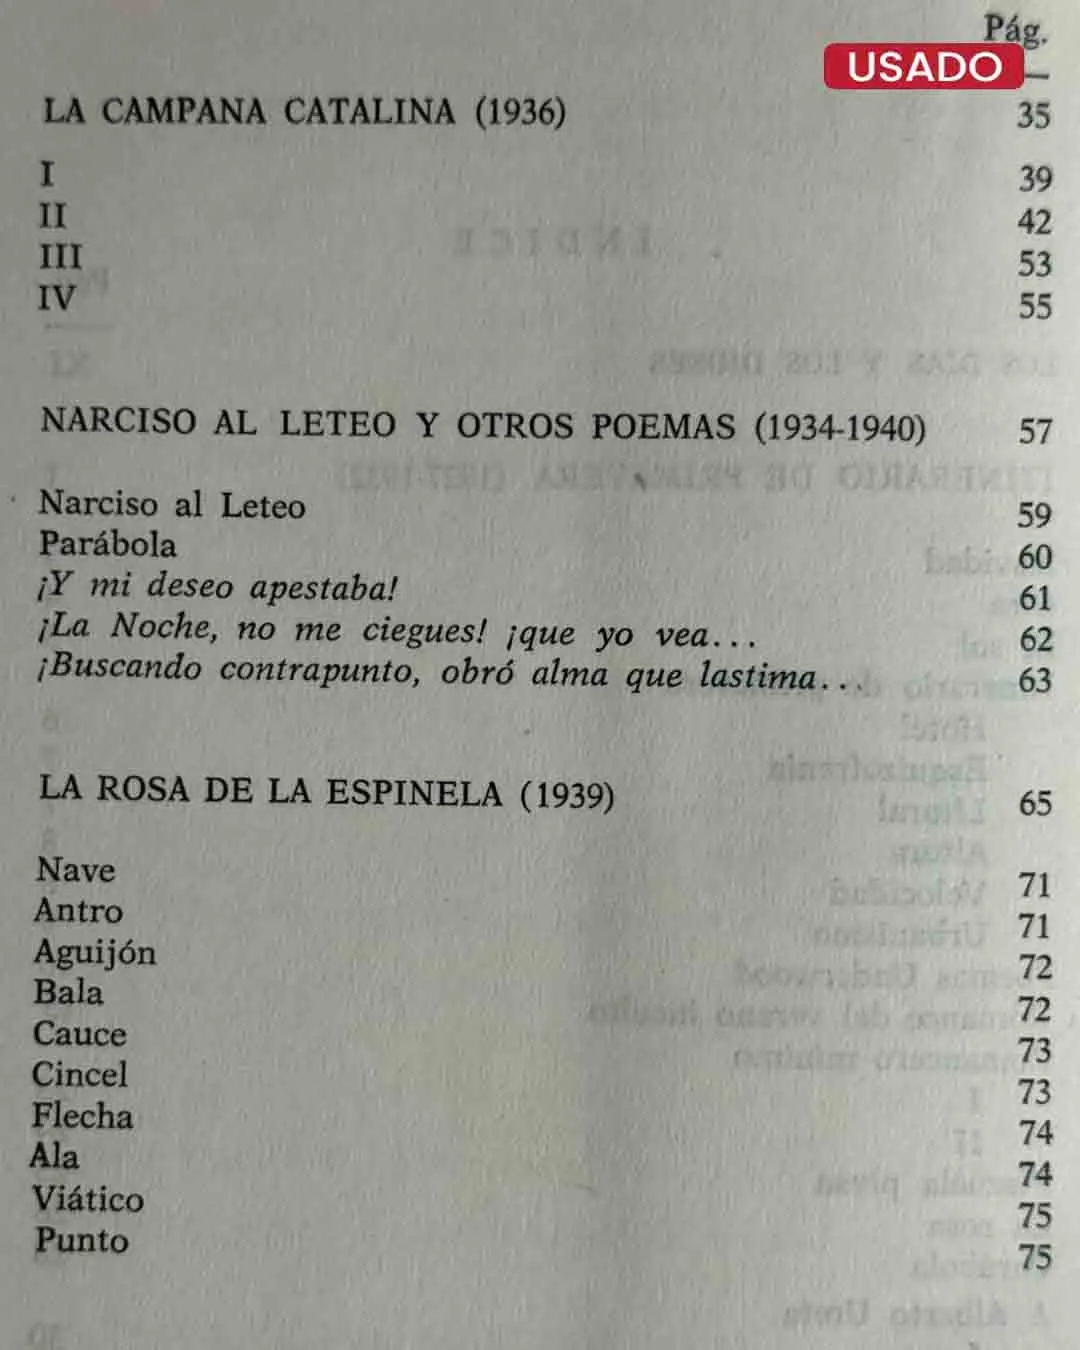 Pág.
USADO
LA CAMPANA CATALINA (1936) 35
I 39
II 42
III 53
IV 55
NARCISO AL LETEO Y OTROS POEMAS (1934-1940) 57
Narciso al Leteo 59
Parábola 60
¡Y mi deseo apestaba! 61
¡La Noche, no me ciegues! ¡que yo vea... 62
¡Buscando contrapunto, obró alma que lastima... 63
LA ROSA DE LA ESPINELA (1939) 65
Nave 71
Antro 71
Aguijón 72
Bala 72
Cauce 73
Cincel 73
Flecha 74
Ala 74
Viático 75
Punto 75